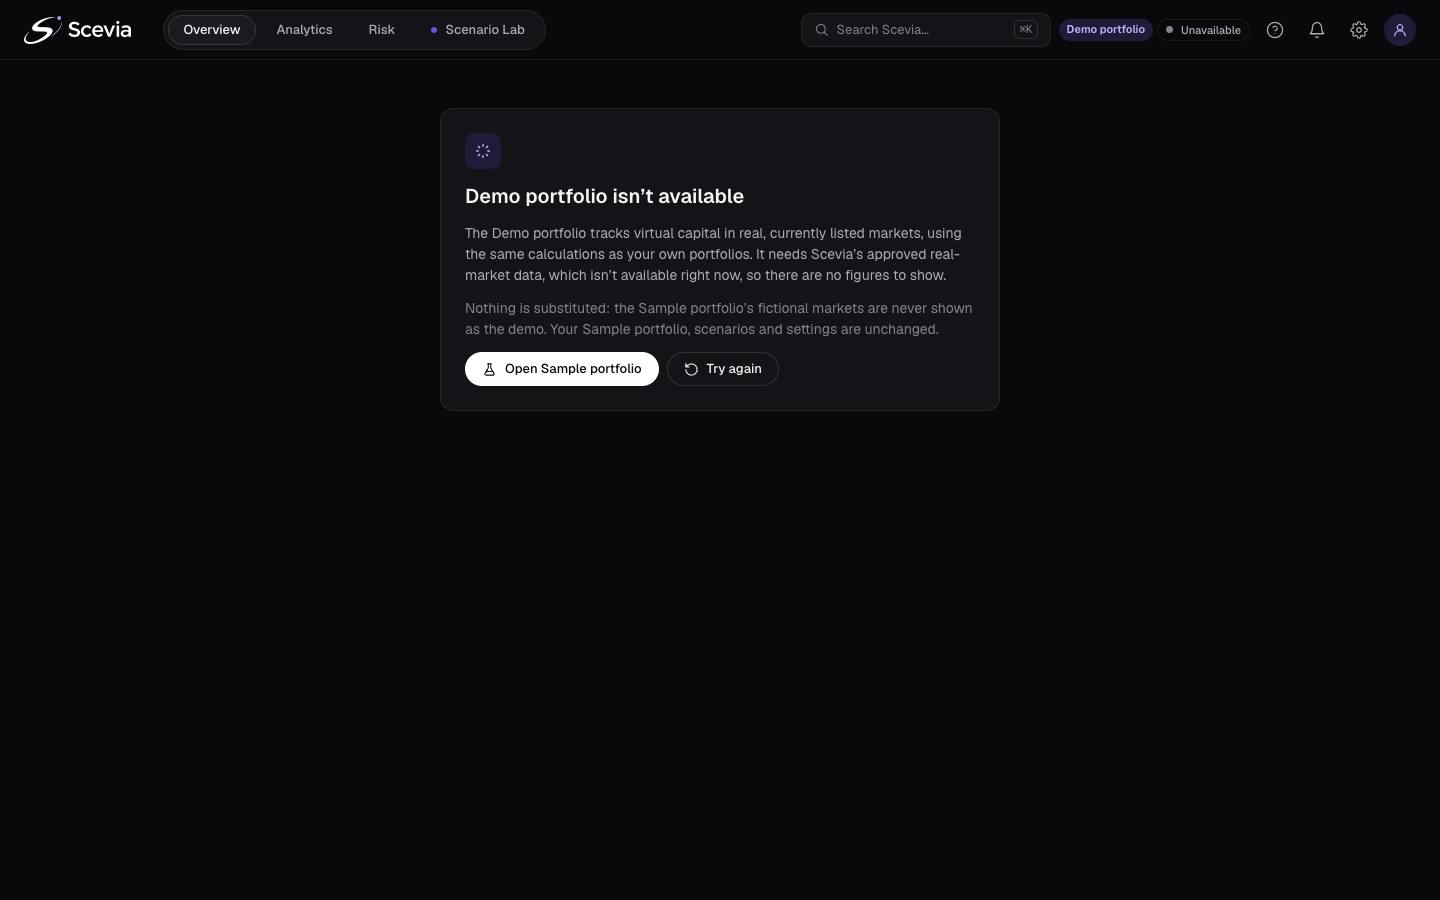 Scevia
Overview
Analytics
Risk
Scenario Lab
Search Scevia…
⌘K
Demo portfolio
Unavailable
Demo portfolio isn’t available
The Demo portfolio tracks virtual capital in real, currently listed markets, using
the same calculations as your own portfolios. It needs Scevia’s approved real-
market data, which isn’t available right now, so there are no figures to show.
Nothing is substituted: the Sample portfolio’s fictional markets are never shown
as the demo. Your Sample portfolio, scenarios and settings are unchanged.
Open Sample portfolio
Try again